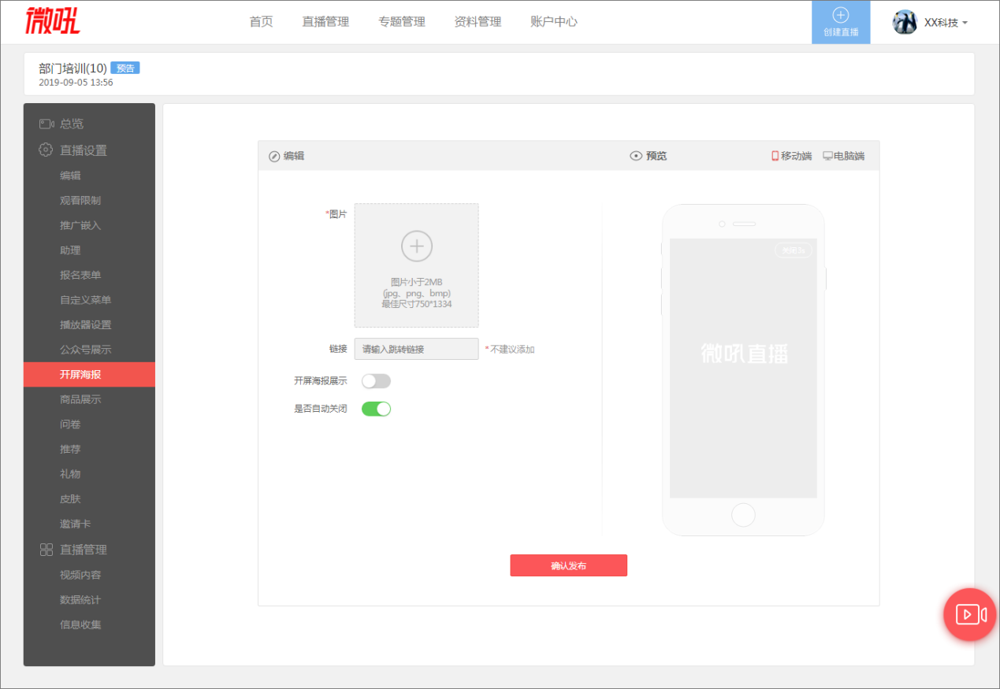 微吼
首页 直播管理 专题管理 资料管理 账户中心
创建直播
XX科技
部门培训(10) 预告
2019-09-05 13:56
总览
直播设置
编辑
观看限制
推广嵌入
助理
报名表单
自定义菜单
播放器设置
公众号展示
开屏海报
商品展示
问卷
推荐
礼物
皮肤
邀请卡
直播管理
视频内容
数据统计
信息收集
编辑
预览
移动端 电脑端
*图片
图片小于2MB
(jpg、png、bmp)
最佳尺寸750*1334
链接 请输入跳转链接 *不建议添加
开屏海报展示
是否自动关闭
关闭3s
微吼直播
确认发布